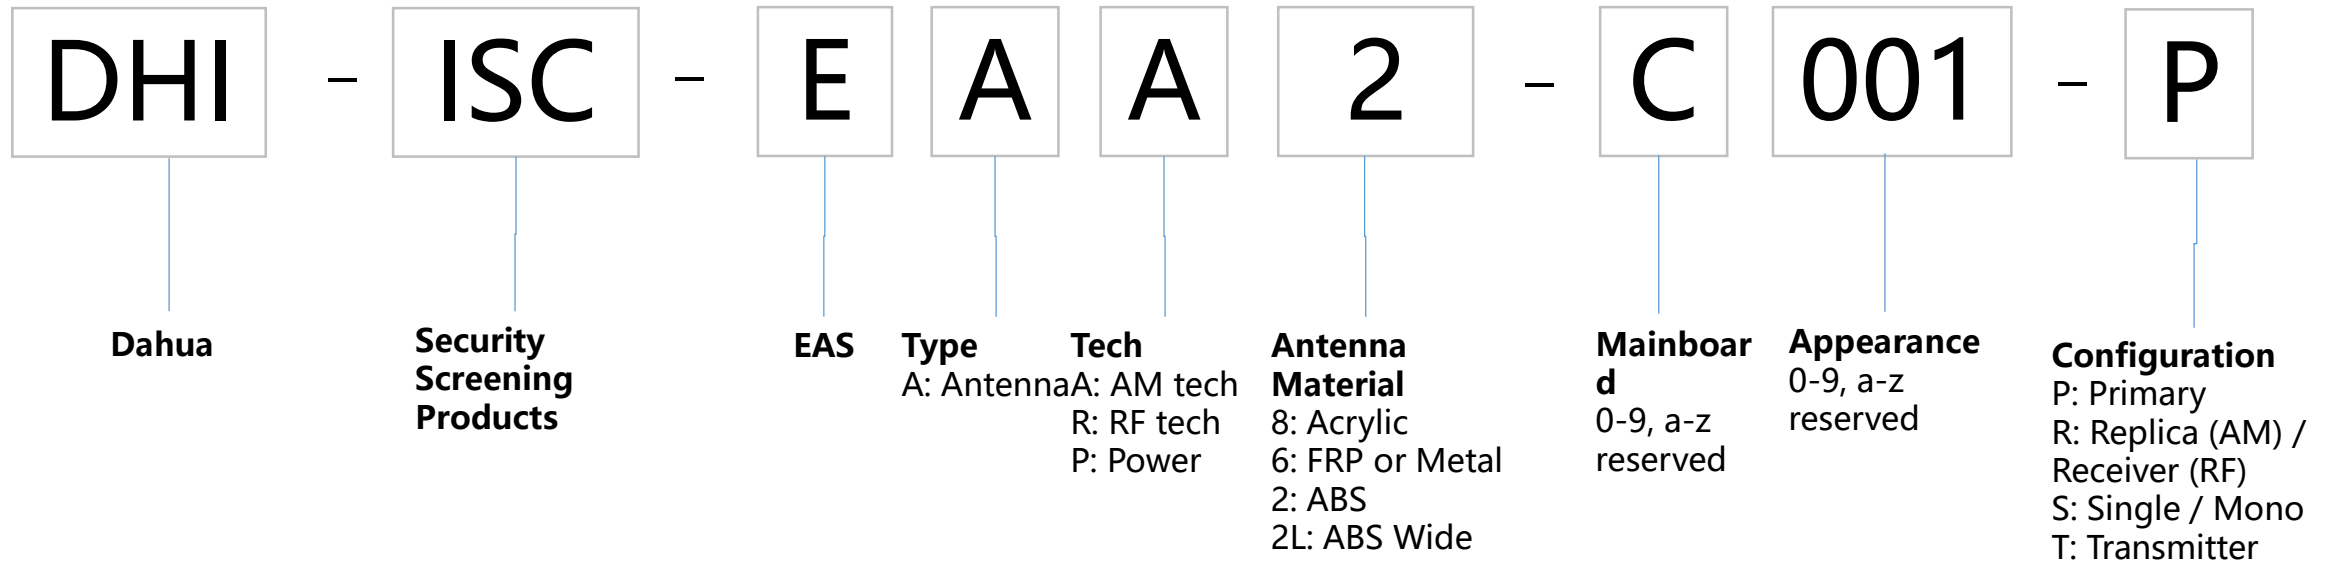 DHI - ISC - E A A 2 - C 001 - P
Dahua
Security
Screening
Products
EAS
Type
A: Antenna
Tech
A: AM tech
R: RF tech
P: Power
Antenna
Material
8: Acrylic
6: FRP or Metal
2: ABS
2L: ABS Wide
Mainboar
d
0-9, a-z
reserved
Appearance
0-9, a-z
reserved
Configuration
P: Primary
R: Replica (AM) /
Receiver (RF)
S: Single / Mono
T: Transmitter